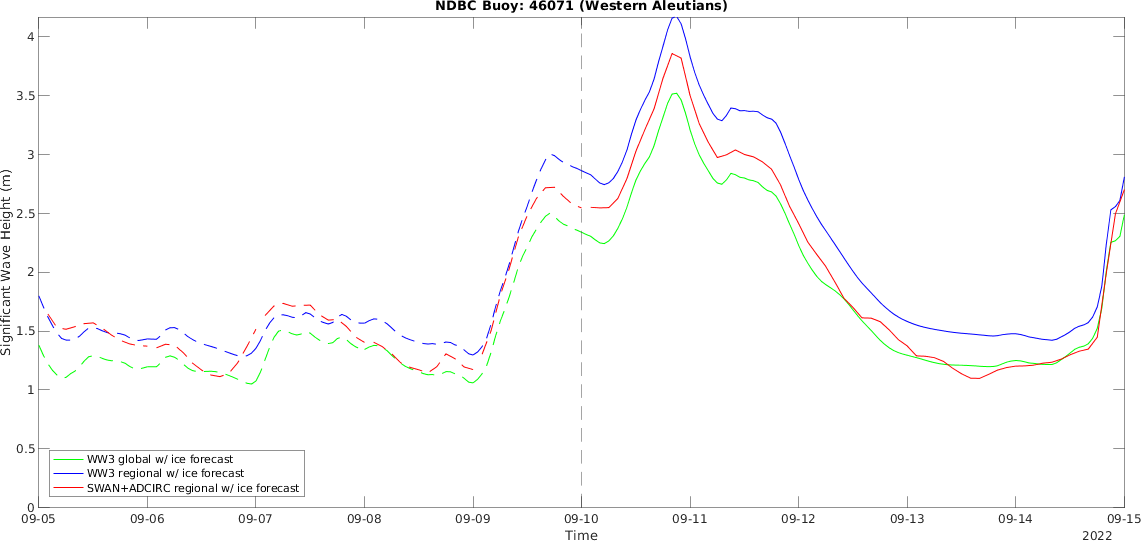 NDBC Buoy: 46071 (Western Aleutians)
Significant Wave Height (m)
4
3.5
3
2.5
2
1.5
1
0.5
0
WW3 global w/ ice forecast
WW3 regional w/ ice forecast
SWAN+ADCIRC regional w/ ice forecast
09-05 09-06 09-07 09-08 09-09 09-10 09-11 09-12 09-13 09-14 09-15
Time
2022